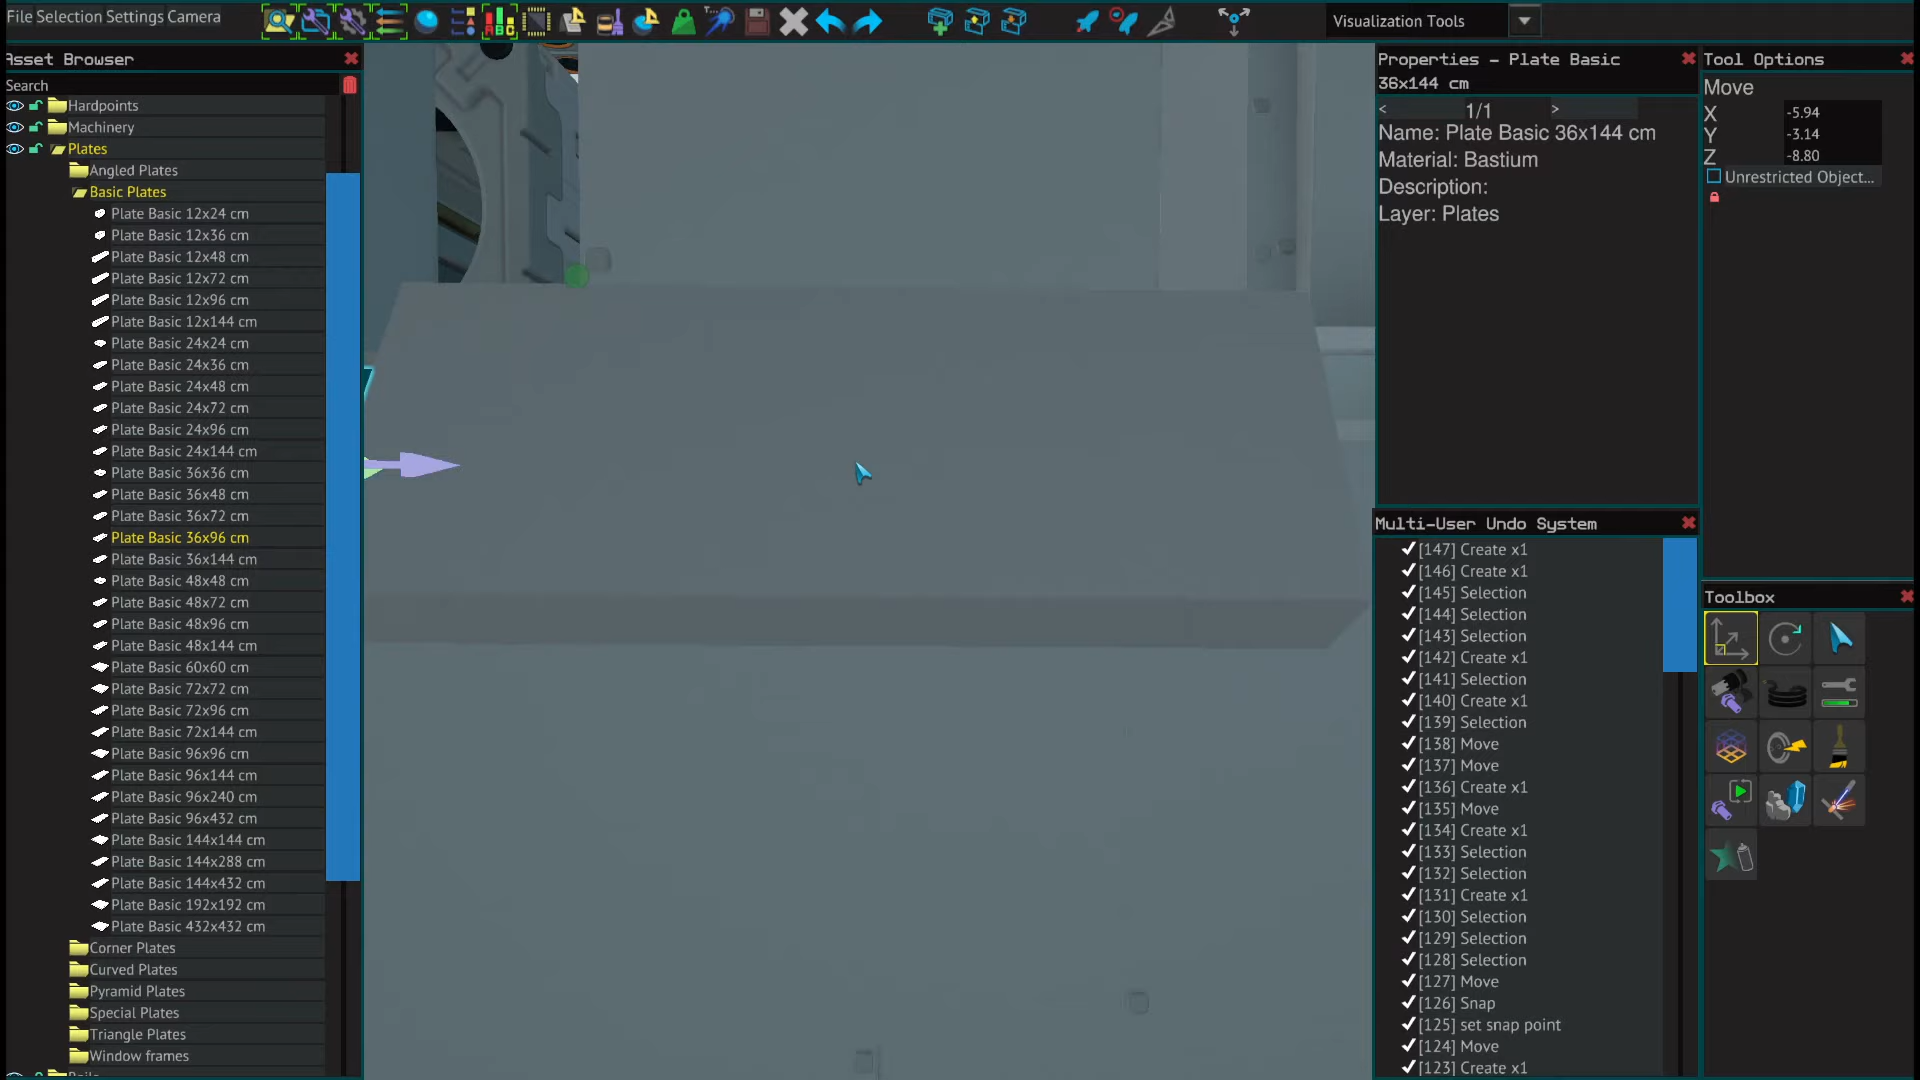 File Selection Settings Camera
Visualization Tools
Asset Browser
Search
Hardpoints
Machinery
Plates
Angled Plates
Basic Plates
Plate Basic 12x24 cm
Plate Basic 12x36 cm
Plate Basic 12x48 cm
Plate Basic 12x72 cm
Plate Basic 12x96 cm
Plate Basic 12x144 cm
Plate Basic 24x24 cm
Plate Basic 24x36 cm
Plate Basic 24x48 cm
Plate Basic 24x72 cm
Plate Basic 24x96 cm
Plate Basic 24x144 cm
Plate Basic 36x36 cm
Plate Basic 36x48 cm
Plate Basic 36x72 cm
Plate Basic 36x96 cm
Plate Basic 36x144 cm
Plate Basic 48x48 cm
Plate Basic 48x72 cm
Plate Basic 48x96 cm
Plate Basic 48x144 cm
Plate Basic 60x60 cm
Plate Basic 72x72 cm
Plate Basic 72x96 cm
Plate Basic 72x144 cm
Plate Basic 96x96 cm
Plate Basic 96x144 cm
Plate Basic 96x240 cm
Plate Basic 96x432 cm
Plate Basic 144x144 cm
Plate Basic 144x288 cm
Plate Basic 144x432 cm
Plate Basic 192x192 cm
Plate Basic 432x432 cm
Corner Plates
Curved Plates
Pyramid Plates
Special Plates
Triangle Plates
Window frames
Properties - Plate Basic
36x144 cm
< 1/1 >
Name: Plate Basic 36x144 cm
Material: Bastium
Description:
Layer: Plates
Multi-User Undo System
[147] Create x1
[146] Create x1
[145] Selection
[144] Selection
[143] Selection
[142] Create x1
[141] Selection
[140] Create x1
[139] Selection
[138] Move
[137] Move
[136] Create x1
[135] Move
[134] Create x1
[133] Selection
[132] Selection
[131] Create x1
[130] Selection
[129] Selection
[128] Selection
[127] Move
[126] Snap
[125] set snap point
[124] Move
[123] Create x1
Tool Options
Move
X -5.94
Y -3.14
Z -8.80
Unrestricted Object...
Toolbox